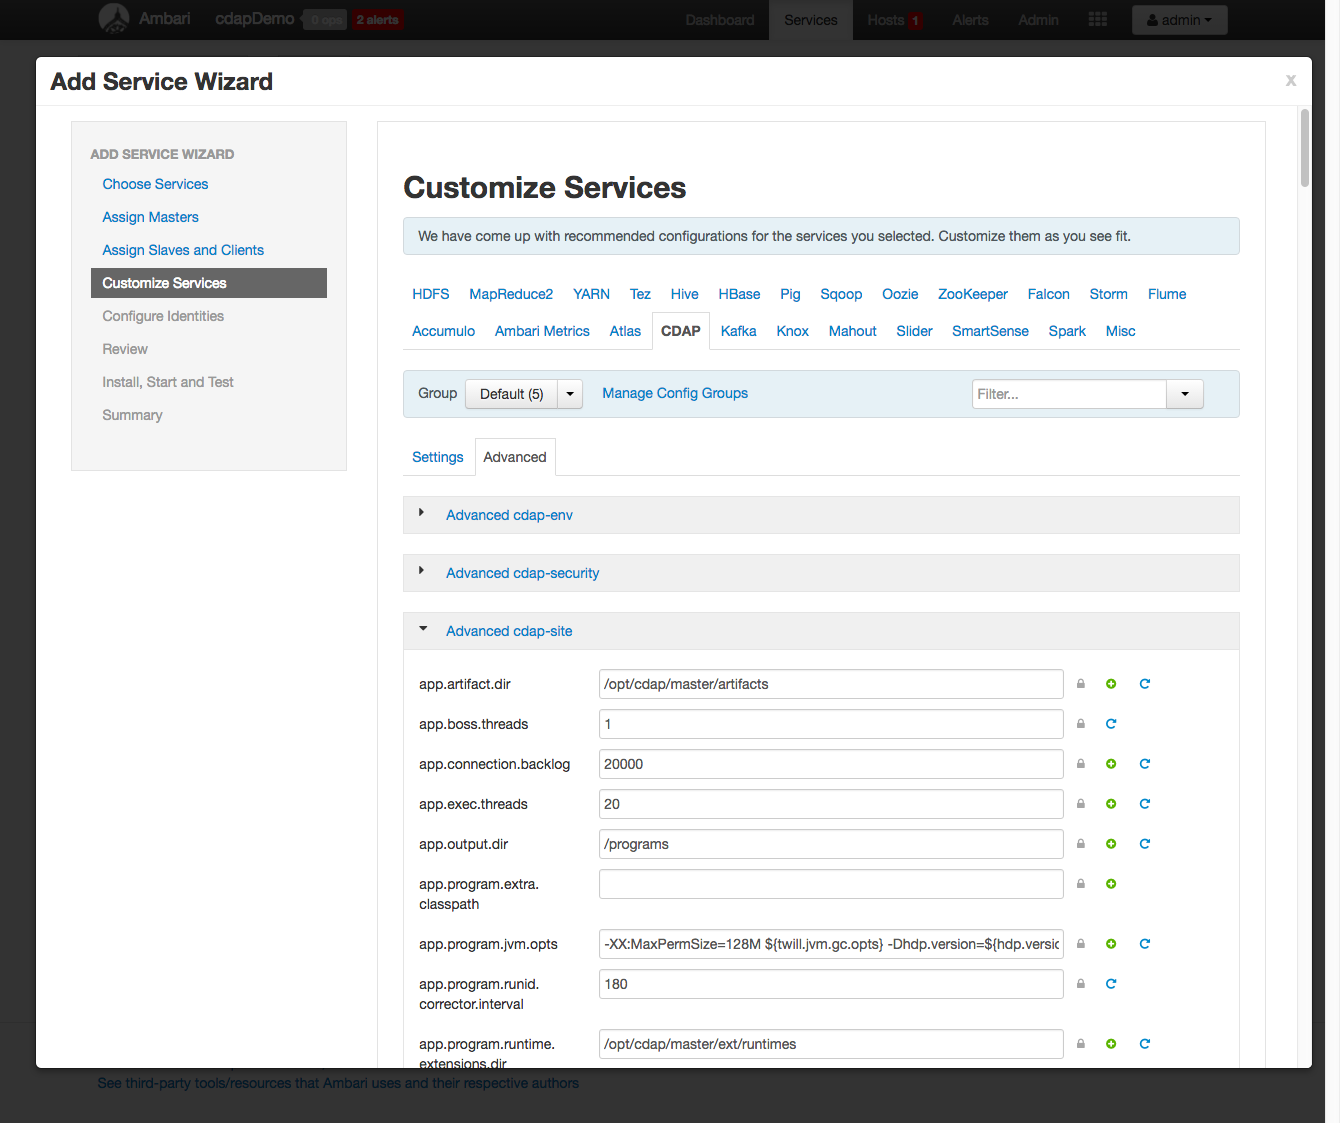 Ambari cdapDemo 0 ops 2 alerts Dashboard Services Hosts 1 Alerts Admin admin
Add Service Wizard x
ADD SERVICE WIZARD
Choose Services
Assign Masters
Assign Slaves and Clients
Customize Services
Configure Identities
Review
Install, Start and Test
Summary
Customize Services
We have come up with recommended configurations for the services you selected. Customize them as you see fit.
HDFS MapReduce2 YARN Tez Hive HBase Pig Sqoop Oozie ZooKeeper Falcon Storm Flume
Accumulo Ambari Metrics Atlas CDAP Kafka Knox Mahout Slider SmartSense Spark Misc
Group Default (5) Manage Config Groups Filter...
Settings Advanced
Advanced cdap-env
Advanced cdap-security
Advanced cdap-site
app.artifact.dir /opt/cdap/master/artifacts
app.boss.threads 1
app.connection.backlog 20000
app.exec.threads 20
app.output.dir /programs
app.program.extra.
classpath
app.program.jvm.opts -XX:MaxPermSize=128M ${twill.jvm.gc.opts} -Dhdp.version=${hdp.versic
app.program.runid. 180
corrector.interval
app.program.runtime. /opt/cdap/master/ext/runtimes
extensions.dir
See third-party tools/resources that Ambari uses and their respective authors